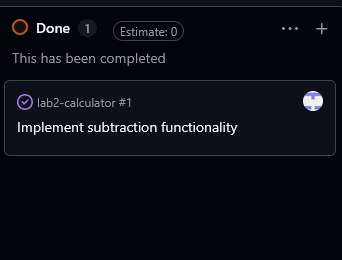 Done 1 Estimate: 0
This has been completed
lab2-calculator #1
Implement subtraction functionality